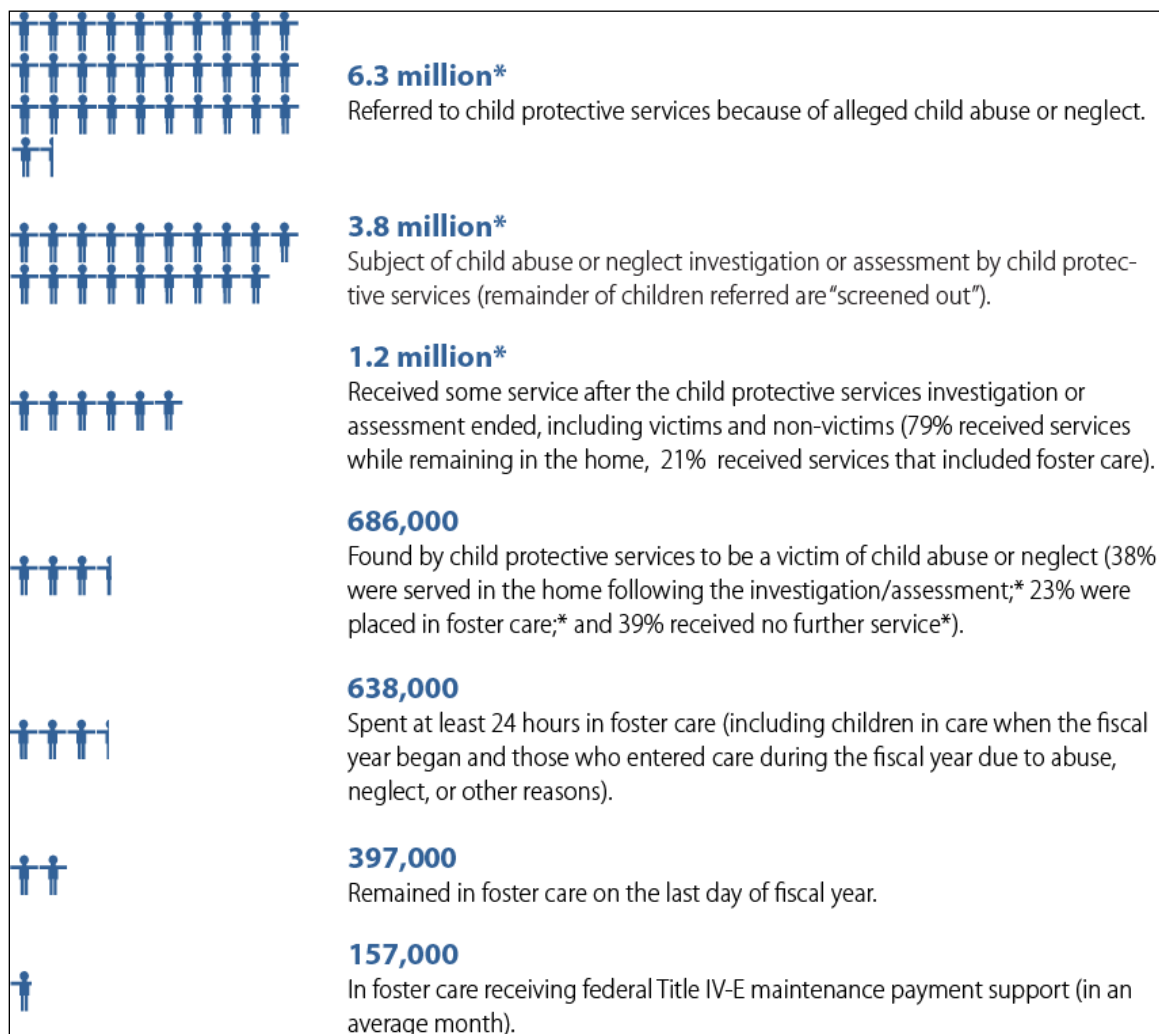 6.3 million*
Referred to child protective services because of alleged child abuse or neglect.
3.8 million*
Subject of child abuse or neglect investigation or assessment by child protec-
tive services (remainder of children referred are “screened out”).
1.2 million*
Received some service after the child protective services investigation or
assessment ended, including victims and non-victims (79% received services
while remaining in the home,  21%  received services that included foster care).
686,000
Found by child protective services to be a victim of child abuse or neglect (38%
were served in the home following the investigation/assessment;* 23% were
placed in foster care;* and 39% received no further service*).
638,000
Spent at least 24 hours in foster care (including children in care when the fiscal
year began and those who entered care during the fiscal year due to abuse,
neglect, or other reasons).
397,000
Remained in foster care on the last day of fiscal year.
157,000
In foster care receiving federal Title IV-E maintenance payment support (in an
average month).